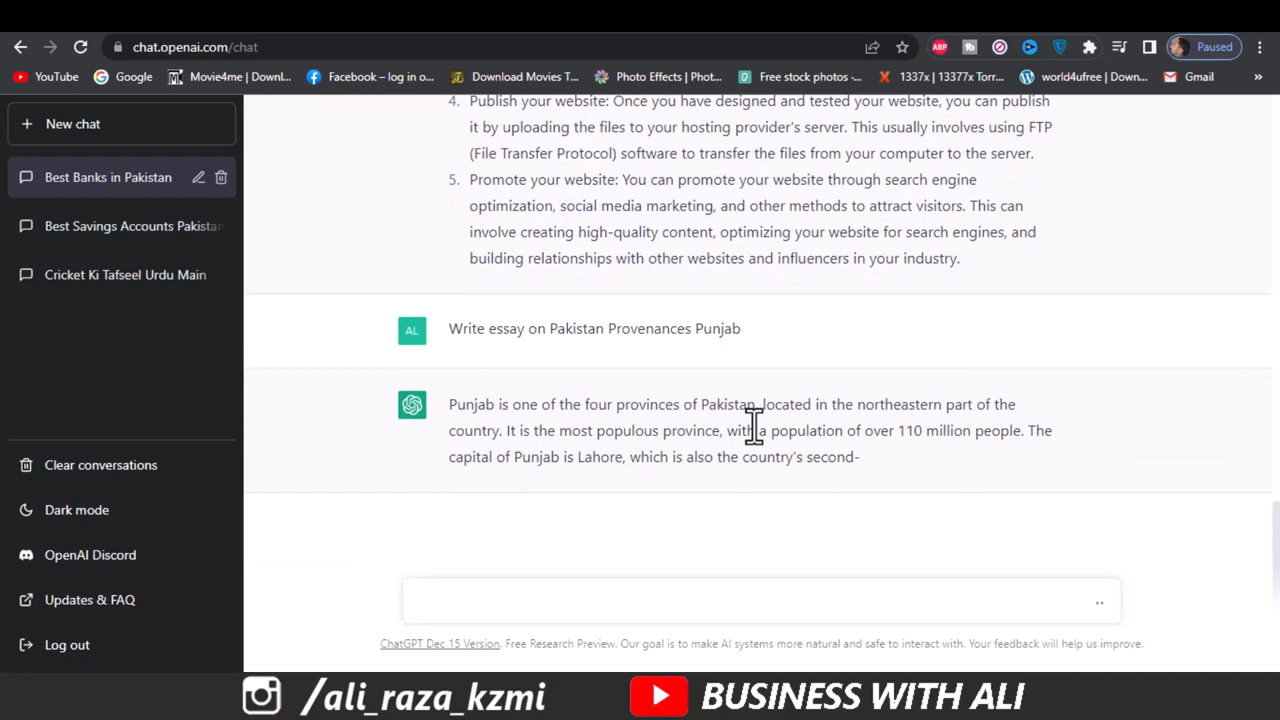 chat.openai.com/chat
ABP
Paused
YouTube
Google
Movie4me | Downl...
Facebook – log in o...
Download Movies T...
Photo Effects | Phot...
Free stock photos ·...
1337x | 13377x Torr...
world4ufree | Down...
Gmail
»
+ New chat
Best Banks in Pakistan
Best Savings Accounts Pakistan
Cricket Ki Tafseel Urdu Main
Clear conversations
Dark mode
OpenAI Discord
Updates & FAQ
Log out
4. Publish your website: Once you have designed and tested your website, you can publish
it by uploading the files to your hosting provider's server. This usually involves using FTP
(File Transfer Protocol) software to transfer the files from your computer to the server.
5. Promote your website: You can promote your website through search engine
optimization, social media marketing, and other methods to attract visitors. This can
involve creating high-quality content, optimizing your website for search engines, and
building relationships with other websites and influencers in your industry.
AL
Write essay on Pakistan Provenances Punjab
Punjab is one of the four provinces of Pakistan, located in the northeastern part of the
country. It is the most populous province, with a population of over 110 million people. The
capital of Punjab is Lahore, which is also the country's second-
ChatGPT Dec 15 Version. Free Research Preview. Our goal is to make AI systems more natural and safe to interact with. Your feedback will help us improve.
/ali_raza_kzmi
BUSINESS WITH ALI